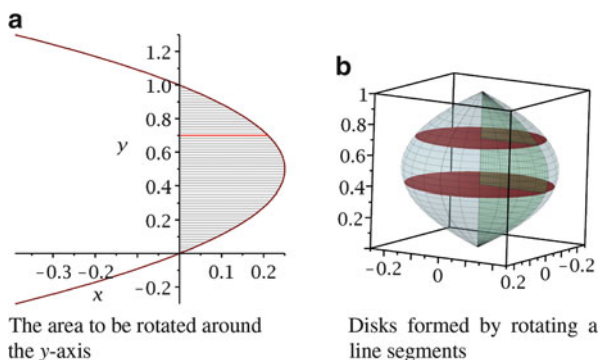 a
1.2
1.0
0.8
y
0.6
0.4
0.2
−0.3 −0.2 0.1 0.2
x
−0.2
The area to be rotated around
the y-axis
b
1
0.8
0.6
0.4
0.2
−0.2 0 0.2 0 −0.2
Disks formed by rotating a
line segments